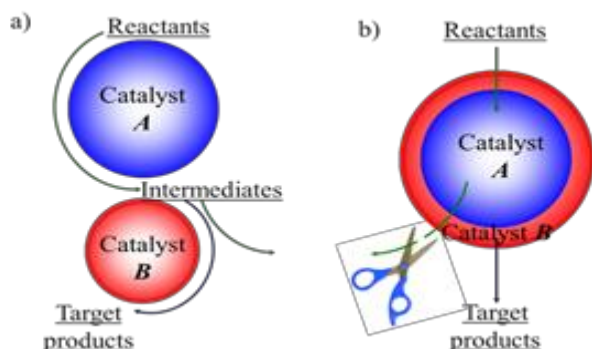 a)
Reactants
Catalyst
A
Intermediates
Catalyst
B
Target
products
b)
Reactants
Catalyst
A
Catalyst B
Target
products